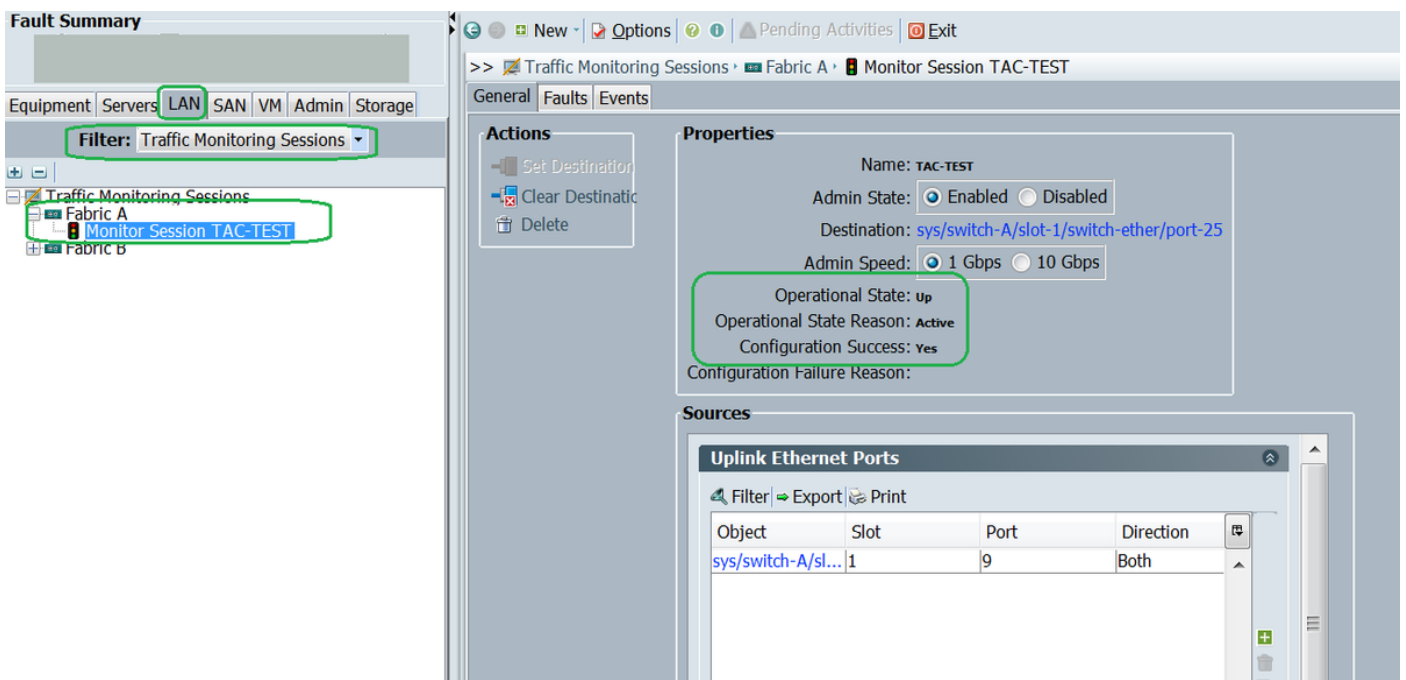 Fault Summary
Equipment Servers LAN SAN VM Admin Storage
Filter: Traffic Monitoring Sessions
Traffic Monitoring Sessions
Fabric A
Monitor Session TAC-TEST
Fabric B
New Options Pending Activities Exit
>> Traffic Monitoring Sessions Fabric A Monitor Session TAC-TEST
General Faults Events
Actions
Set Destination
Clear Destinatic
Delete
Properties
Name: TAC-TEST
Admin State: Enabled Disabled
Destination: sys/switch-A/slot-1/switch-ether/port-25
Admin Speed: 1 Gbps 10 Gbps
Operational State: Up
Operational State Reason: Active
Configuration Success: Yes
Configuration Failure Reason:
Sources
Uplink Ethernet Ports
Filter Export Print
Object Slot Port Direction
sys/switch-A/sl... 1 9 Both